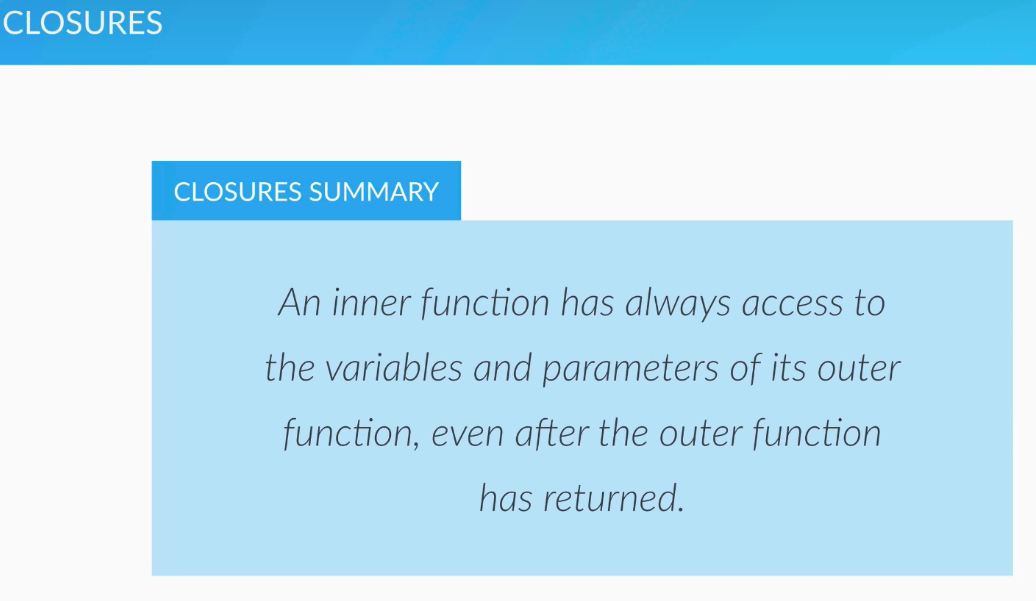 CLOSURES
CLOSURES SUMMARY
An inner function has always access to
the variables and parameters of its outer
function, even after the outer function
has returned.